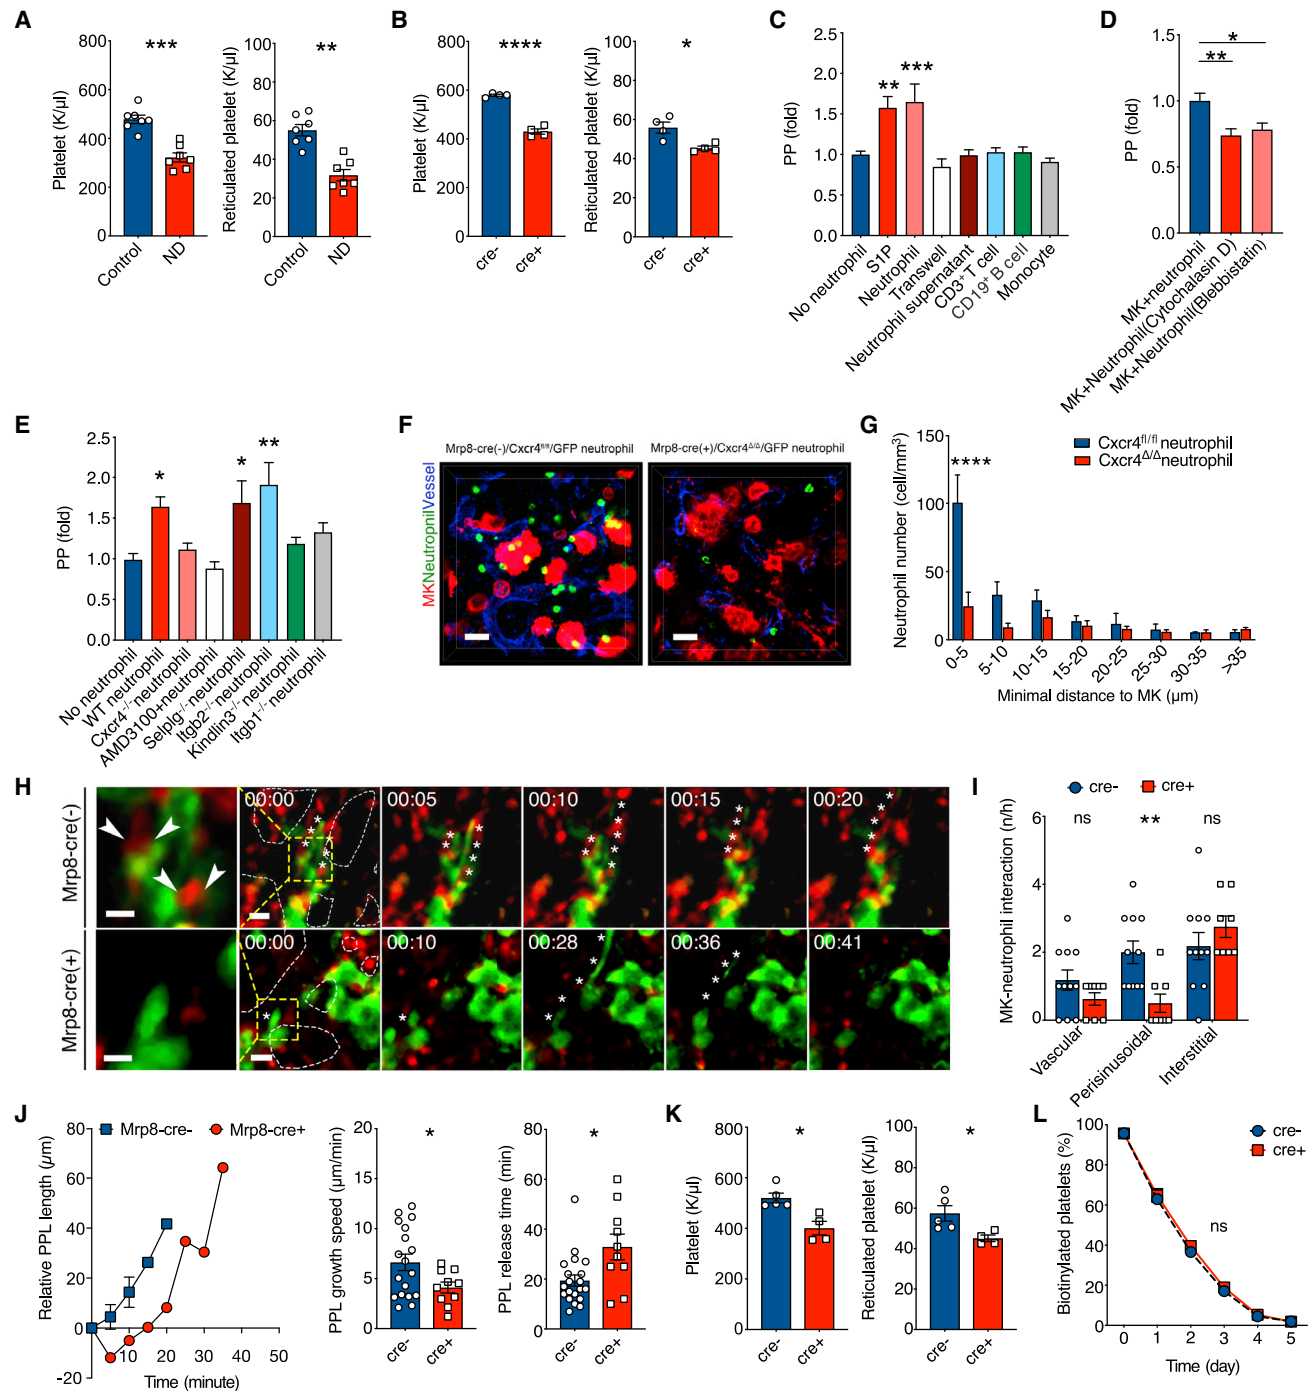 A
Platelet (K/µl)
800
600
400
200
0
***
Control
ND
Reticulated platelet (K/µl)
100
80
60
40
20
0
**
Control
ND
B
Platelet (K/µl)
800
600
400
200
0
****
cre-
cre+
Reticulated platelet (K/µl)
80
60
40
20
0
*
cre-
cre+
C
PP (fold)
2.5
2.0
1.5
1.0
0.5
0.0
**
***
No neutrophil
S1P
Neutrophil
Transwell
Neutrophil supernatant
CD3⁺ T cell
CD19⁺ B cell
Monocyte
D
PP (fold)
1.5
1.0
0.5
0.0
*
**
MK+neutrophil
MK+Neutrophil(Cytochalasin D)
MK+Neutrophil(Blebbistatin)
E
PP (fold)
2.5
2.0
1.5
1.0
0.5
0.0
*
*
**
No neutrophil
WT neutrophil
Cxcr4⁻/⁻ neutrophil
AMD3100+neutrophil
Selplg⁻/⁻neutrophil
Itgb2⁻/⁻neutrophil
Kindlin3⁻/⁻neutrophil
Itgb1⁻/⁻neutrophil
F
Mrp8-cre(-)/Cxcr4fl/fl/GFP neutrophil
Mrp8-cre(+)/Cxcr4Δ/Δ/GFP neutrophil
MKNeutropnilVessel
G
Neutrophil number (cell/mm³)
150
100
50
0
****
Cxcr4fl/fl neutrophil
Cxcr4Δ/Δ neutrophil
0-5
5-10
10-15
15-20
20-25
25-30
30-35
>35
Minimal distance to MK (µm)
H
Mrp8-cre(-)
00:00
00:05
00:10
00:15
00:20
Mrp8-cre(+)
00:00
00:10
00:28
00:36
00:41
I
cre-
cre+
MK-neutrophil interaction (n/h)
6
4
2
0
ns
**
ns
Vascular
Perisinusoidal
Interstitial
J
Relative PPL length (µm)
80
60
40
20
0
-20
Mrp8-cre-
Mrp8-cre+
10
20
30
40
50
Time (minute)
PPL growth speed (µm/min)
20
15
10
5
0
*
cre-
cre+
PPL release time (min)
80
60
40
20
0
*
cre-
cre+
K
Platelet (K/µl)
800
600
400
200
0
*
cre-
cre+
Reticulated platelet (K/µl)
100
80
60
40
20
0
*
cre-
cre+
L
Biotinylated platelets (%)
100
80
60
40
20
0
cre-
cre+
ns
0
1
2
3
4
5
Time (day)